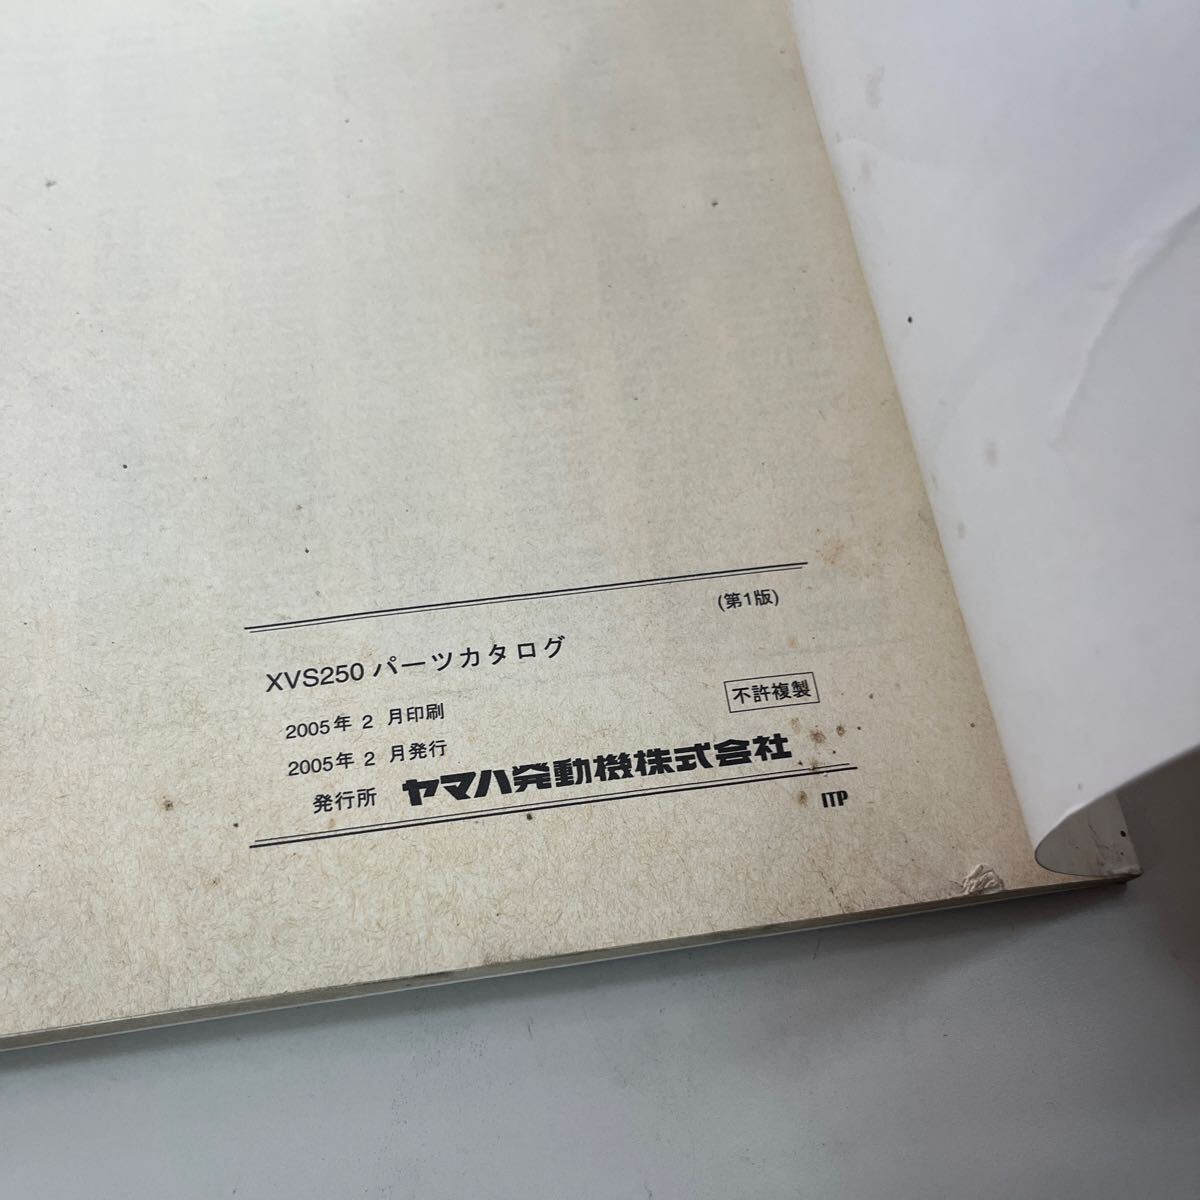 (第1版)
XVS250 パーツカタログ
不許複製
2005年 2 月印刷
2005年 2 月発行
発行所 ヤマハ発動機株式会社
ITP